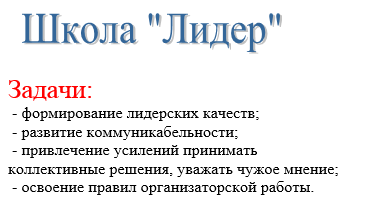 Школа "Лидер"
Задачи:
- формирование лидерских качеств;
- развитие коммуникабельности;
- привлечение усилий принимать
коллективные решения, уважать чужое мнение;
- освоение правил организаторской работы.